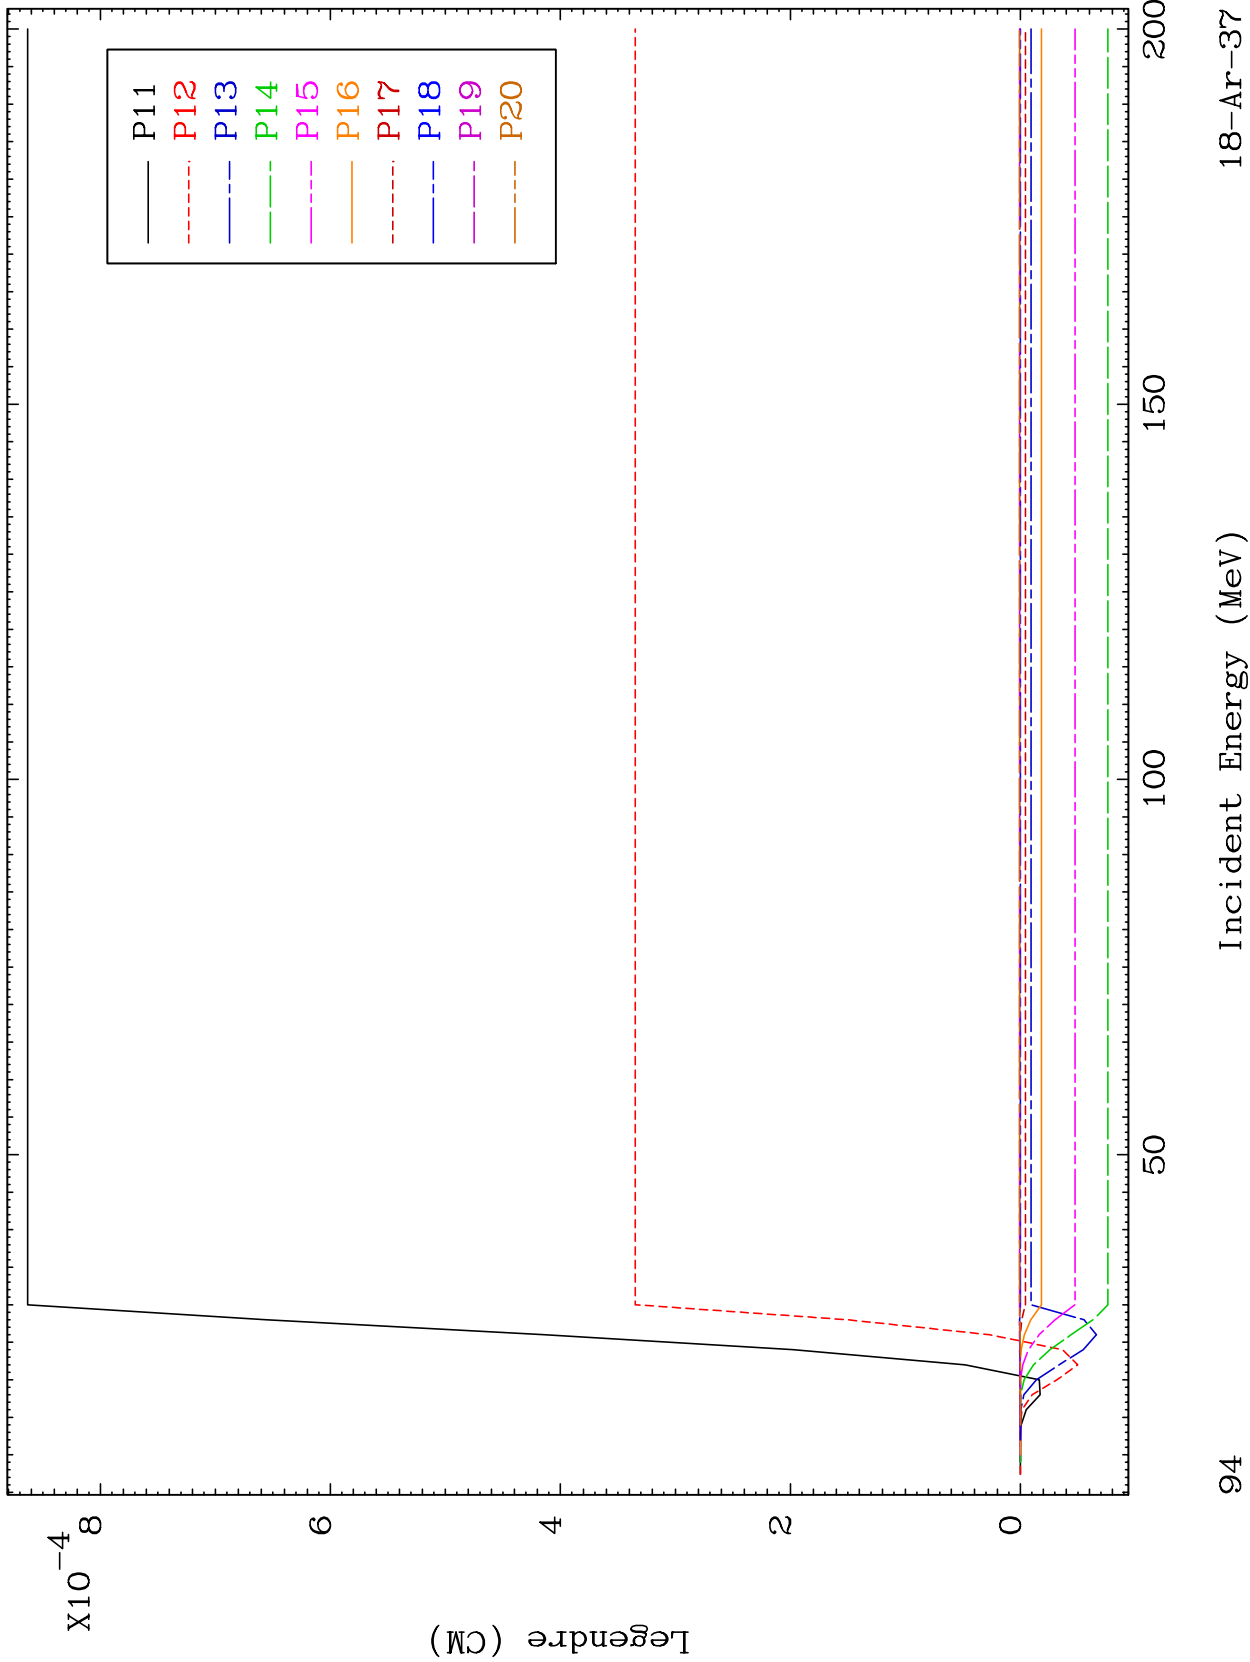 X10-4
8
6
4
2
0
Legendre (CM)
P11
P12
P13
P14
P15
P16
P17
P18
P19
P20
50
100
150
200
94
Incident Energy (MeV)
18-Ar-37